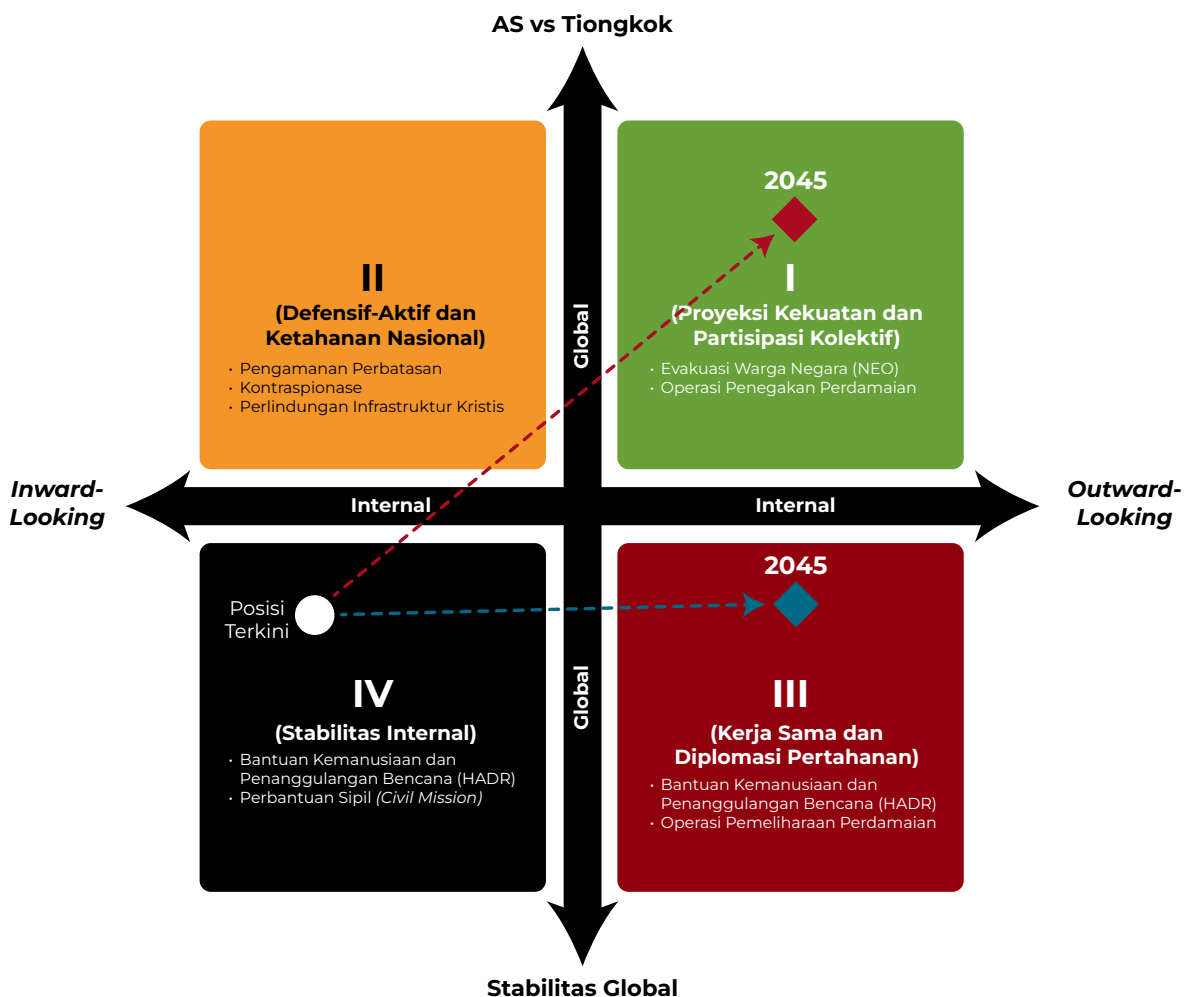 AS vs Tiongkok
II
(Defensif-Aktif dan
Ketahanan Nasional)
· Pengamanan Perbatasan
· Kontraspionase
· Perlindungan Infrastruktur Kristis
Global
2045
I
(Proyeksi Kekuatan dan
Partisipasi Kolektif)
· Evakuasi Warga Negara (NEO)
· Operasi Penegakan Perdamaian
Inward-
Looking
Internal
Internal
Outward-
Looking
Posisi
Terkini
IV
(Stabilitas Internal)
· Bantuan Kemanusiaan dan
Penanggulangan Bencana (HADR)
· Perbantuan Sipil (Civil Mission)
Global
2045
III
(Kerja Sama dan
Diplomasi Pertahanan)
· Bantuan Kemanusiaan dan
Penanggulangan Bencana (HADR)
· Operasi Pemeliharaan Perdamaian
Stabilitas Global